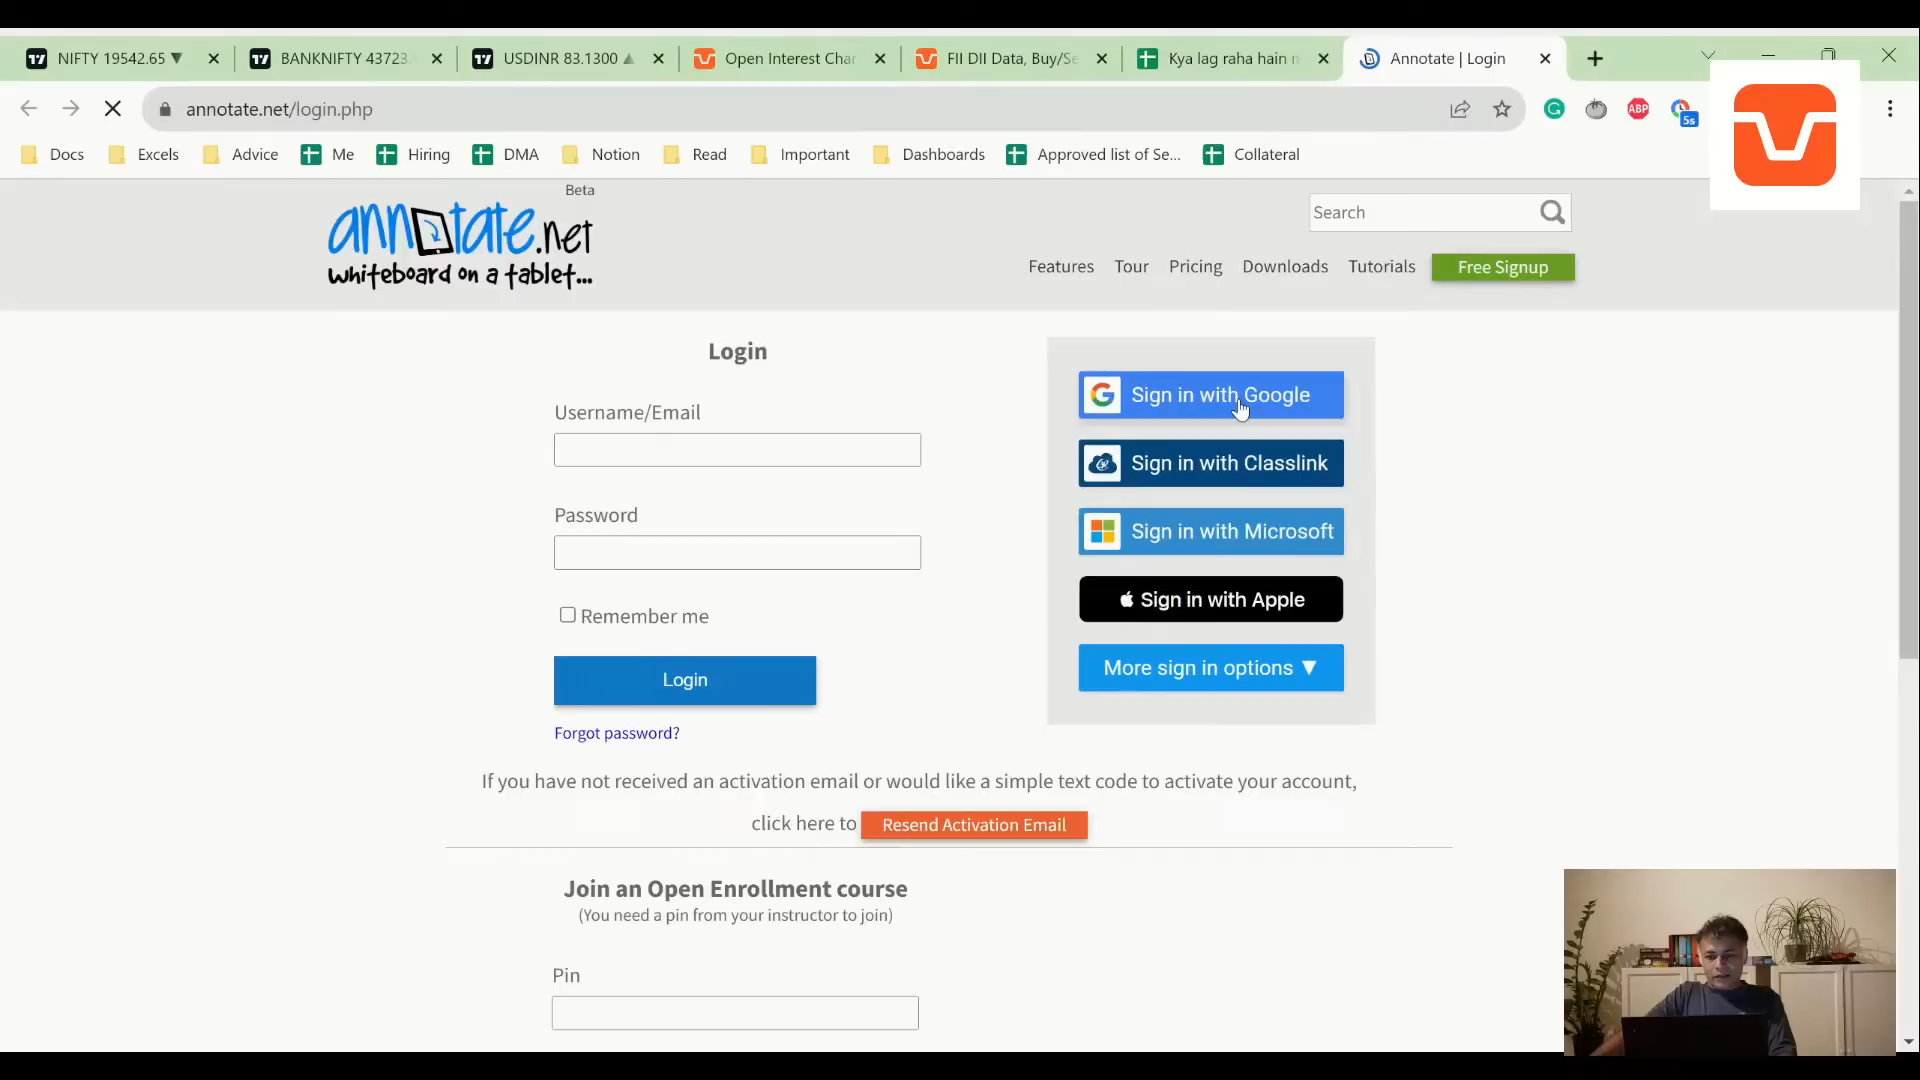 NIFTY 19542.65 ▼
BANKNIFTY 43723.
USDINR 83.1300 ▲
Open Interest Char
FII DII Data, Buy/Se
Kya lag raha hain n
Annotate | Login
annotate.net/login.php
ABP
5s
Docs
Excels
Advice
Me
Hiring
DMA
Notion
Read
Important
Dashboards
Approved list of Se...
Collateral
Beta
annotate.net
whiteboard on a tablet...
Search
Features
Tour
Pricing
Downloads
Tutorials
Free Signup
Login
Username/Email
Password
Remember me
Login
Forgot password?
Sign in with Google
Sign in with Classlink
Sign in with Microsoft
Sign in with Apple
More sign in options ▼
If you have not received an activation email or would like a simple text code to activate your account,
click here to Resend Activation Email
Join an Open Enrollment course
(You need a pin from your instructor to join)
Pin